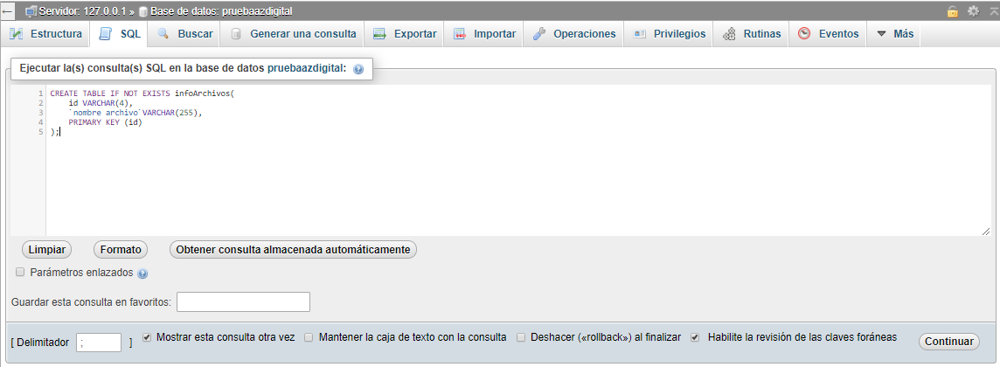 Servidor: 127.0.0.1 » Base de datos: pruebaazdigital
Estructura SQL Buscar Generar una consulta Exportar Importar Operaciones Privilegios Rutinas Eventos Más
Ejecutar la(s) consulta(s) SQL en la base de datos pruebaazdigital:
1 CREATE TABLE IF NOT EXISTS infoArchivos(
2 id VARCHAR(4),
3 `nombre archivo`VARCHAR(255),
4 PRIMARY KEY (id)
5 );
Limpiar Formato Obtener consulta almacenada automáticamente
Parámetros enlazados
Guardar esta consulta en favoritos:
[ Delimitador ; ] Mostrar esta consulta otra vez Mantener la caja de texto con la consulta Deshacer («rollback») al finalizar Habilite la revisión de las claves foráneas Continuar